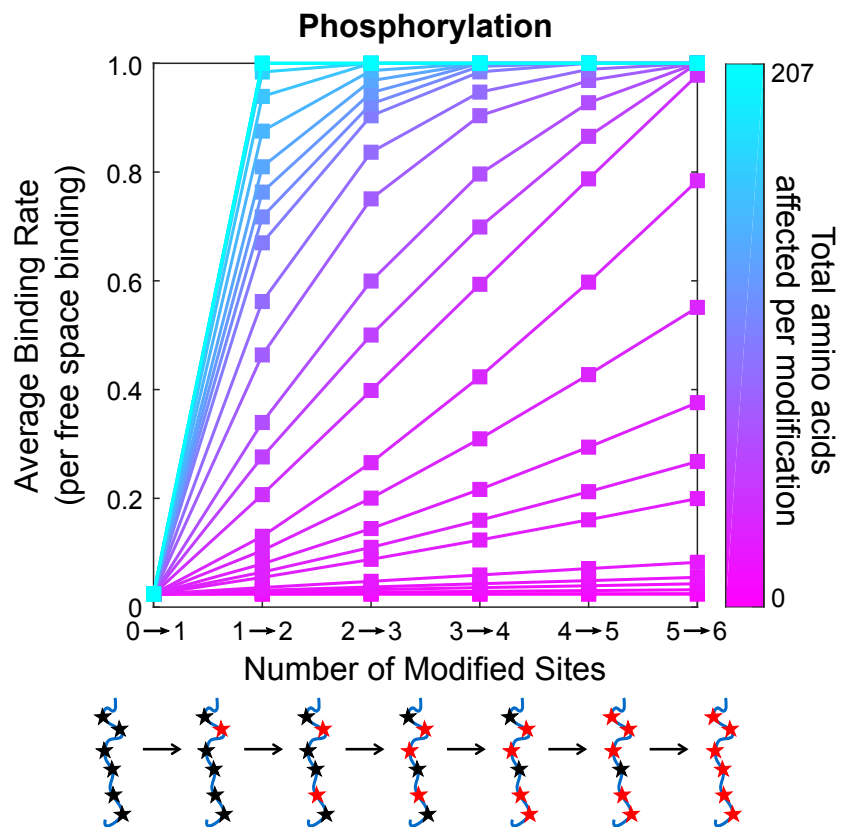 Phosphorylation
Average Binding Rate
(per free space binding)
1.0
0.8
0.6
0.4
0.2
0
0→1
1→2
2→3
3→4
4→5
5→6
Number of Modified Sites
207
Total amino acids
affected per modification
0